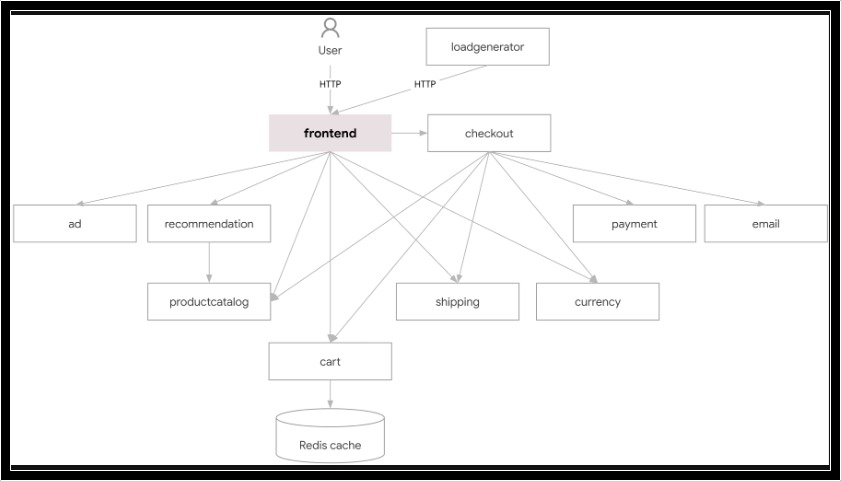 User
loadgenerator
HTTP
HTTP
frontend
checkout
ad
recommendation
payment
email
productcatalog
shipping
currency
cart
Redis cache